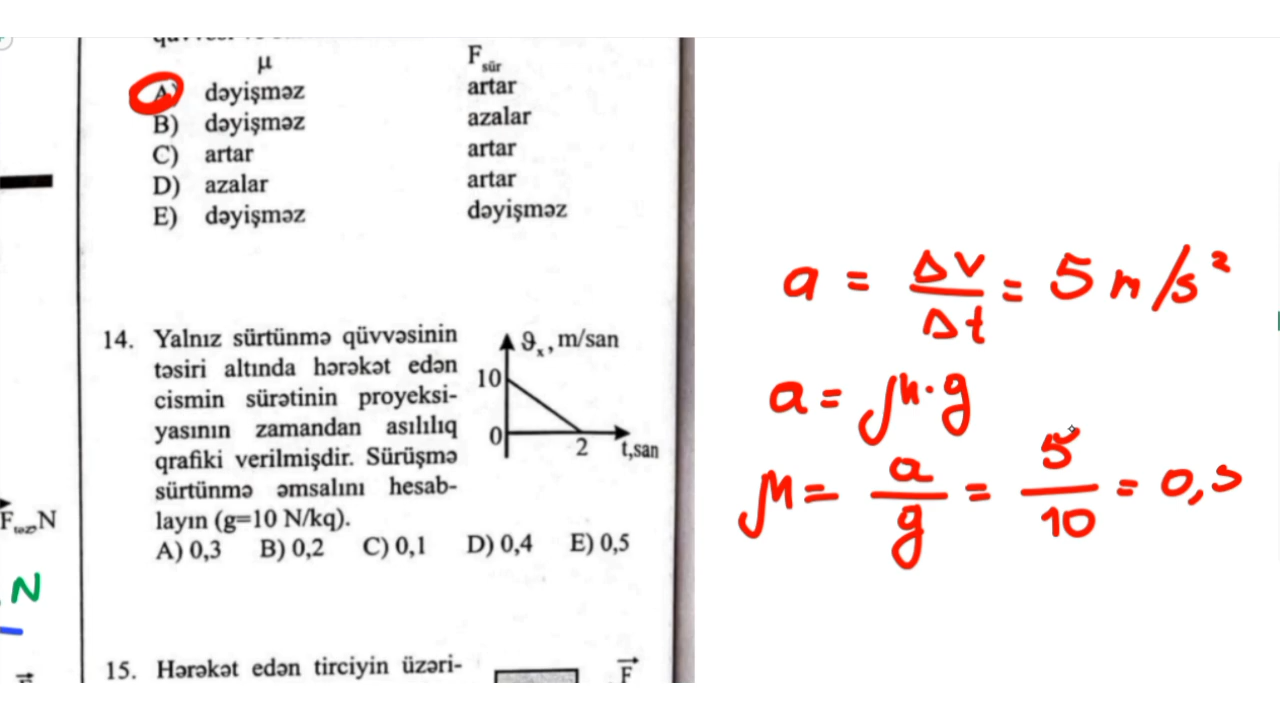 μ F sür
A) dəyişməz artar
B) dəyişməz azalar
C) artar artar
D) azalar artar
E) dəyişməz dəyişməz
14. Yalnız sürtünmə qüvvəsinin
təsiri altında hərəkət edən
cismin sürətinin proyeksi-
yasının zamandan asılılıq
qrafiki verilmişdir. Sürüşmə
sürtünmə əmsalını hesab-
layın (g=10 N/kq).
A) 0,3 B) 0,2 C) 0,1 D) 0,4 E) 0,5
ϑx, m/san
10
0
2 t,san
15. Hərəkət edən tirciyin üzəri-
F
N
N
a = ΔV/Δt = 5 m/s²
a = μ·g
μ = a/g = 5/10 = 0,5